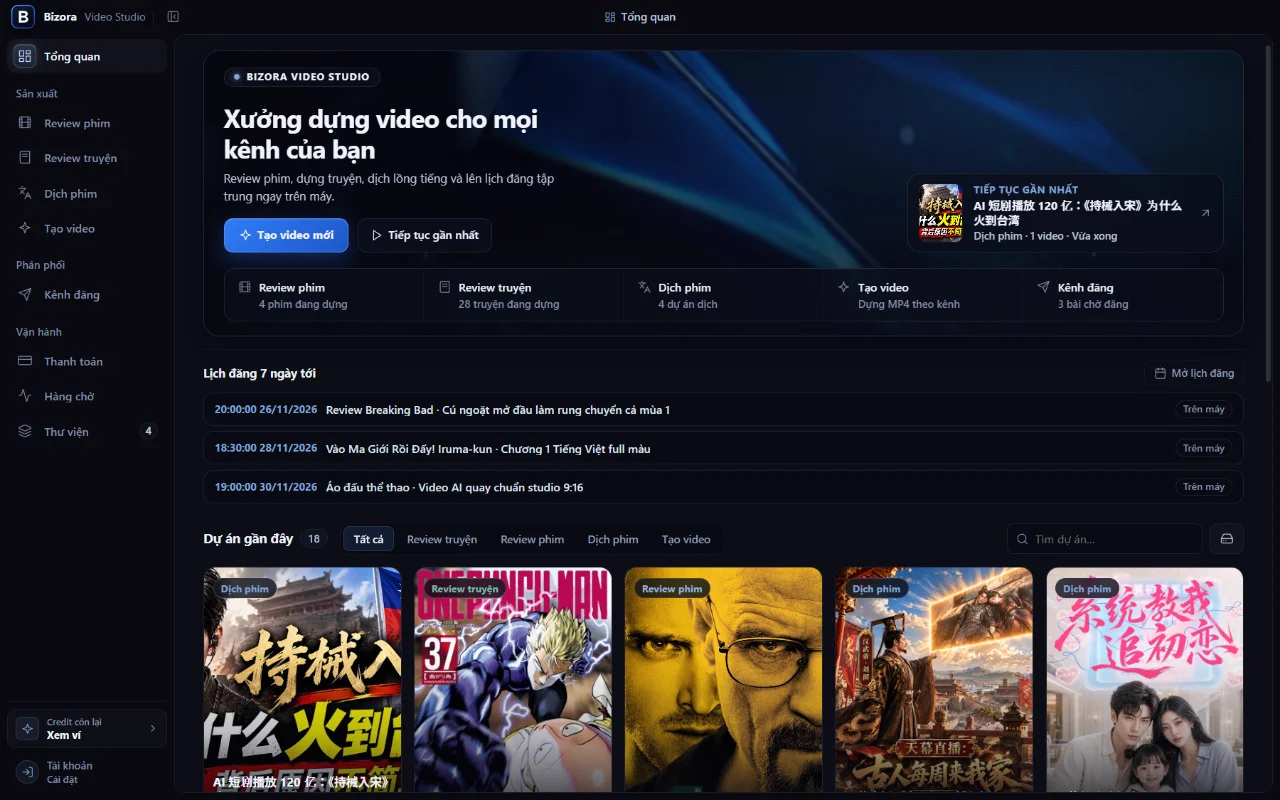 B Bizora Video Studio
Tổng quan
Tổng quan
Sản xuất
Review phim
Review truyện
Dịch phim
Tạo video
Phân phối
Kênh đăng
Vận hành
Thanh toán
Hàng chờ
Thư viện 4
Credit còn lại
Xem ví
Tài khoản
Cài đặt
BIZORA VIDEO STUDIO
Xưởng dựng video cho mọi
kênh của bạn
Review phim, dựng truyện, dịch lồng tiếng và lên lịch đăng tập
trung ngay trên máy.
Tạo video mới
Tiếp tục gần nhất
持械入
什么火到
TIẾP TỤC GẦN NHẤT
AI 短剧播放 120 亿：《持械入宋》为什么
火到台湾
Dịch phim · 1 video · Vừa xong
Review phim
4 phim đang dựng
Review truyện
28 truyện đang dựng
Dịch phim
4 dự án dịch
Tạo video
Dựng MP4 theo kênh
Kênh đăng
3 bài chờ đăng
Lịch đăng 7 ngày tới
Mở lịch đăng
20:00:00 26/11/2026 Review Breaking Bad · Cú ngoặt mở đầu làm rung chuyển cả mùa 1 Trên máy
18:30:00 28/11/2026 Vào Ma Giới Rồi Đấy! Iruma-kun · Chương 1 Tiếng Việt full màu Trên máy
19:00:00 30/11/2026 Áo đấu thể thao · Video AI quay chuẩn studio 9:16 Trên máy
Dự án gần đây 18
Tất cả
Review truyện
Review phim
Dịch phim
Tạo video
Tìm dự án...
Dịch phim
持械入
什么火到台
AI 短剧播放 120 亿：《持械入宋》
Review truyện
ONE PUNCH MAN
37
Review phim
Dịch phim
天幕直播：
古人每周来我家
Dịch phim
系统教我
追初恋